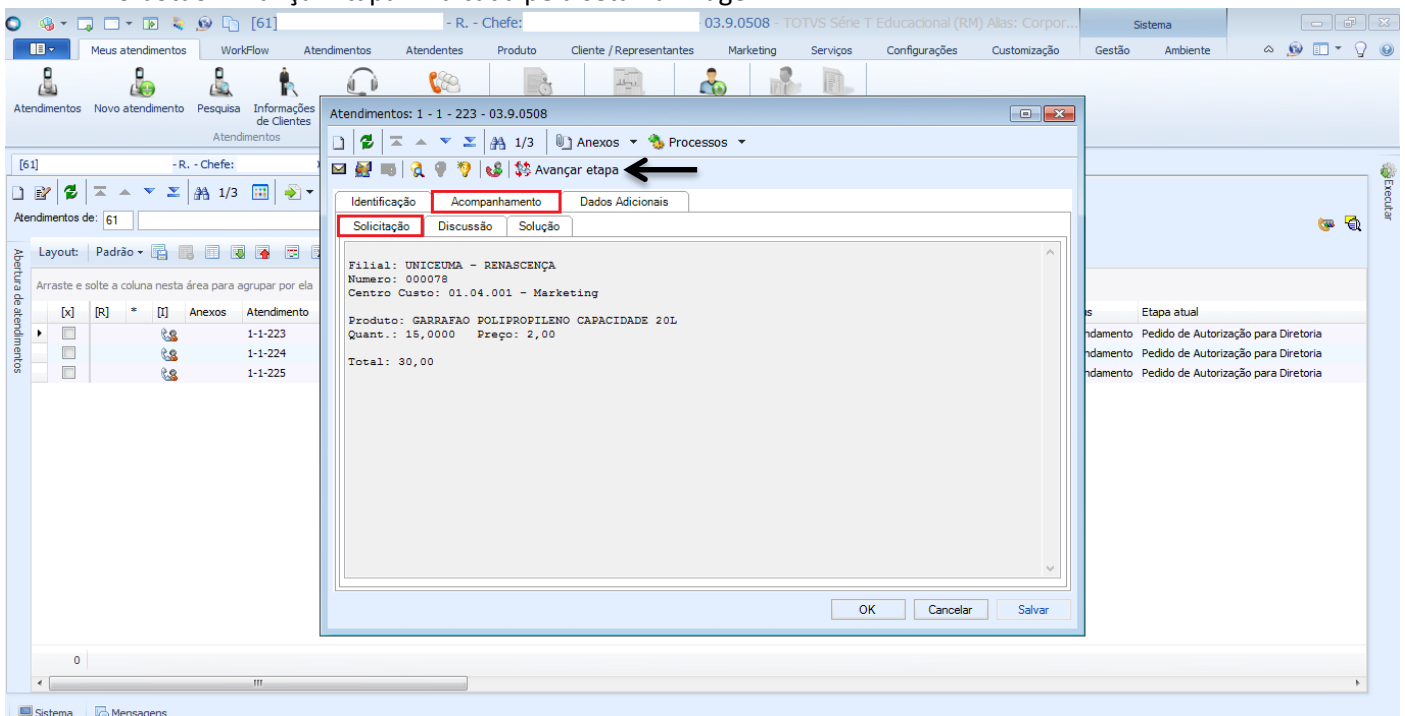 [61] - R. - Chefe: 03.9.0508 - TOTVS Série T Educacional (RM) Alias: Corpor... Sistema
Meus atendimentos WorkFlow Atendimentos Atendentes Produto Cliente / Representantes Marketing Serviços Configurações Customização Gestão Ambiente
Atendimentos Novo atendimento Pesquisa Informações de Clientes
Atendimentos
Atendimentos: 1 - 1 - 223 - 03.9.0508
1/3 Anexos Processos
Avançar etapa
[61] - R. - Chefe:
1/3
Atendimentos de: 61
Identificação Acompanhamento Dados Adicionais
Solicitação Discussão Solução
Layout: Padrão
Arraste e solte a coluna nesta área para agrupar por ela
Filial: UNICEUMA - RENASCENÇA
Numero: 000078
Centro Custo: 01.04.001 - Marketing
Produto: GARRAFAO POLIPROPILENO CAPACIDADE 20L
Quant.: 15,0000 Preço: 2,00
Total: 30,00
[x] [R] * [I] Anexos Atendimento Etapa atual
1-1-223 ndamento Pedido de Autorização para Diretoria
1-1-224 ndamento Pedido de Autorização para Diretoria
1-1-225 ndamento Pedido de Autorização para Diretoria
OK Cancelar Salvar
0
Abertura de atendimentos
Executar
Sistema Mensagens